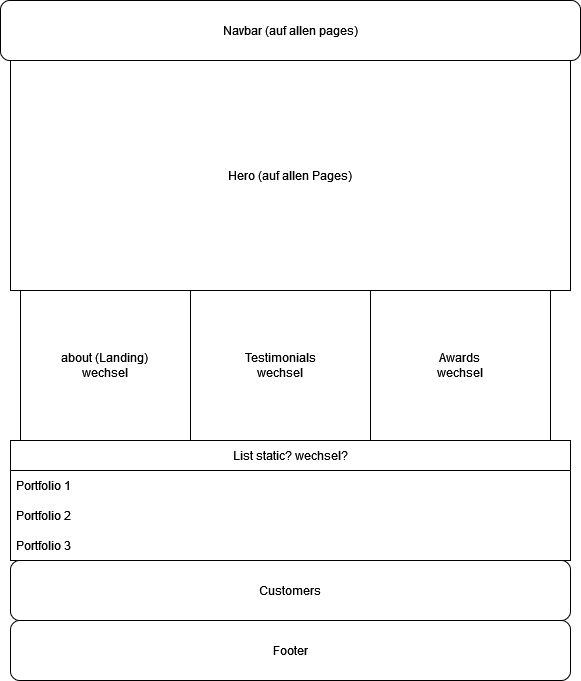 Navbar (auf allen pages)
Hero (auf allen Pages)
about (Landing)
wechsel
Testimonials
wechsel
Awards
wechsel
List static? wechsel?
Portfolio 1
Portfolio 2
Portfolio 3
Customers
Footer